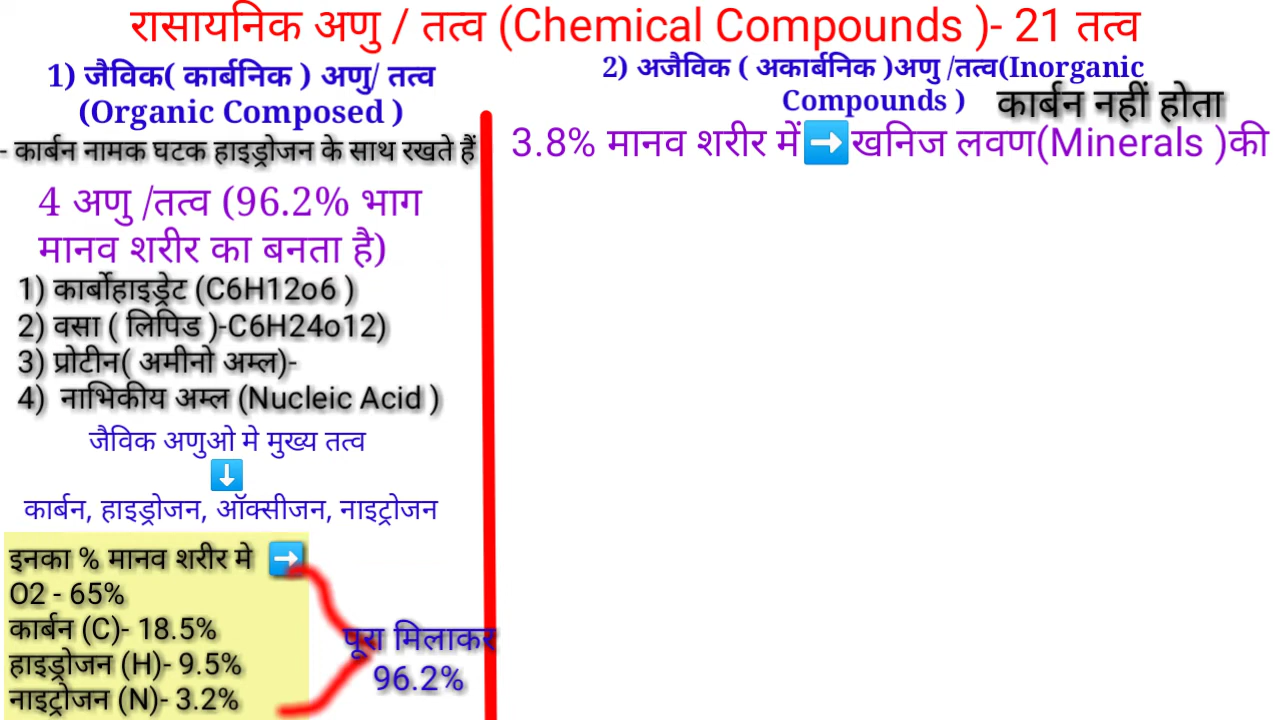 रासायनिक अणु / तत्व (Chemical Compounds )- 21 तत्व
1) जैविक( कार्बनिक ) अणु/ तत्व
(Organic Composed )
- कार्बन नामक घटक हाइड्रोजन के साथ रखते हैं
4 अणु /तत्व (96.2% भाग
मानव शरीर का बनता है)
1) कार्बोहाइड्रेट (C6H12o6 )
2) वसा ( लिपिड )-C6H24o12)
3) प्रोटीन( अमीनो अम्ल)-
4) नाभिकीय अम्ल (Nucleic Acid )
जैविक अणुओ मे मुख्य तत्व
⬇️
कार्बन, हाइड्रोजन, ऑक्सीजन, नाइट्रोजन
इनका % मानव शरीर मे ➡️
O2 - 65%
कार्बन (C)- 18.5%
हाइड्रोजन (H)- 9.5%
नाइट्रोजन (N)- 3.2%
पूरा मिलाकर
96.2%
2) अजैविक ( अकार्बनिक )अणु /तत्व(Inorganic
Compounds )
कार्बन नहीं होता
3.8% मानव शरीर में➡️खनिज लवण(Minerals )की